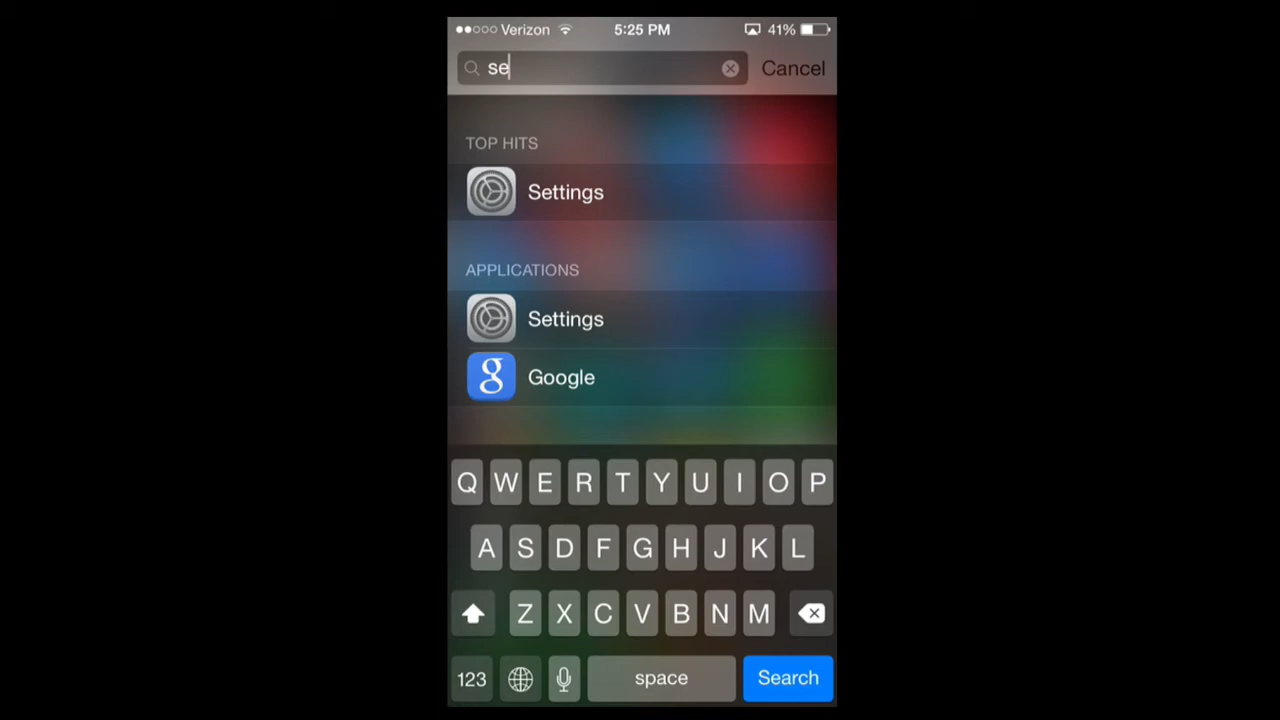 Verizon 5:25 PM 41%
se Cancel
TOP HITS
Settings
APPLICATIONS
Settings
g Google
Q W E R T Y U I O P
A S D F G H J K L
Z X C V B N M
123 space Search